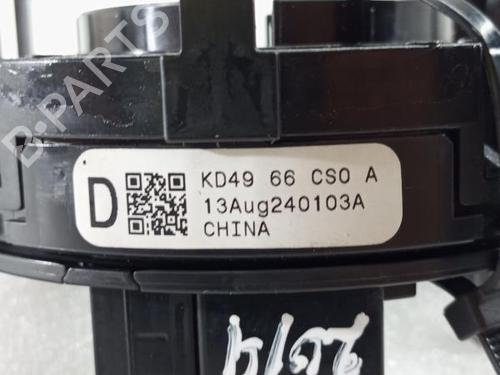 B-PARTS
D
KD49 66 CS0 A
13Aug240103A
CHINA